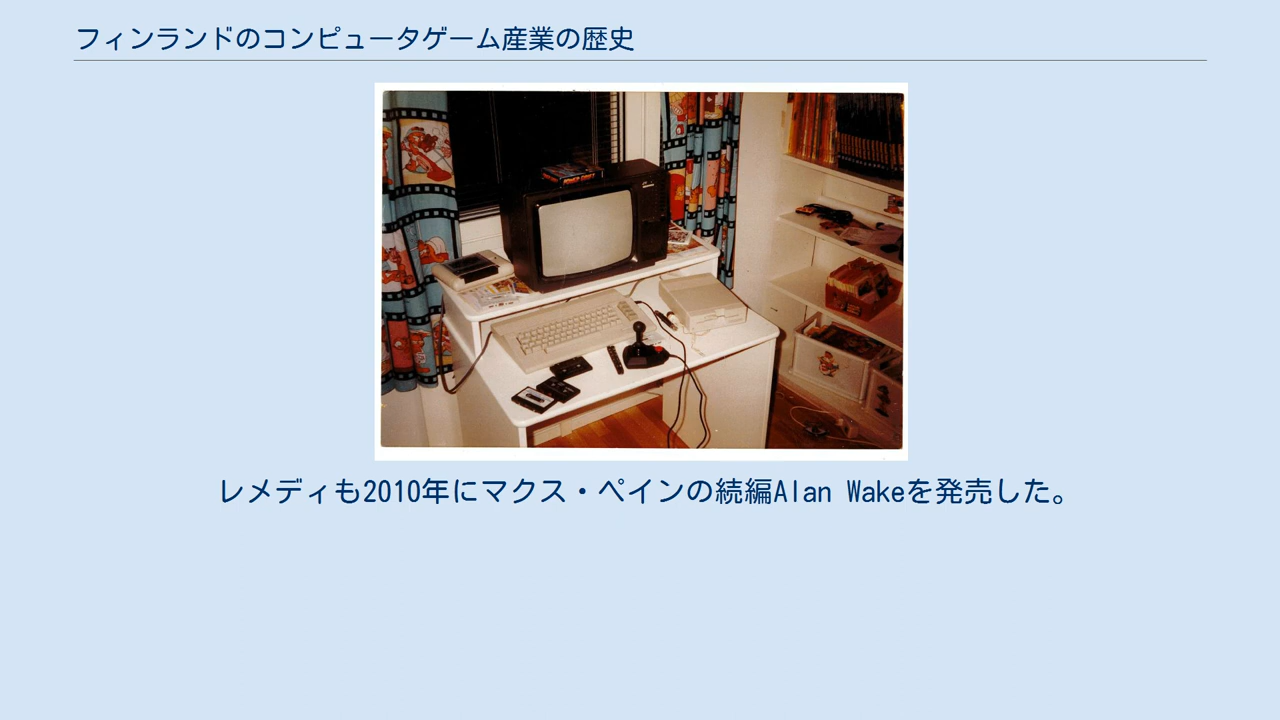 フィンランドのコンピュータゲーム産業の歴史
レメディも2010年にマクス・ペインの続編Alan Wakeを発売した。